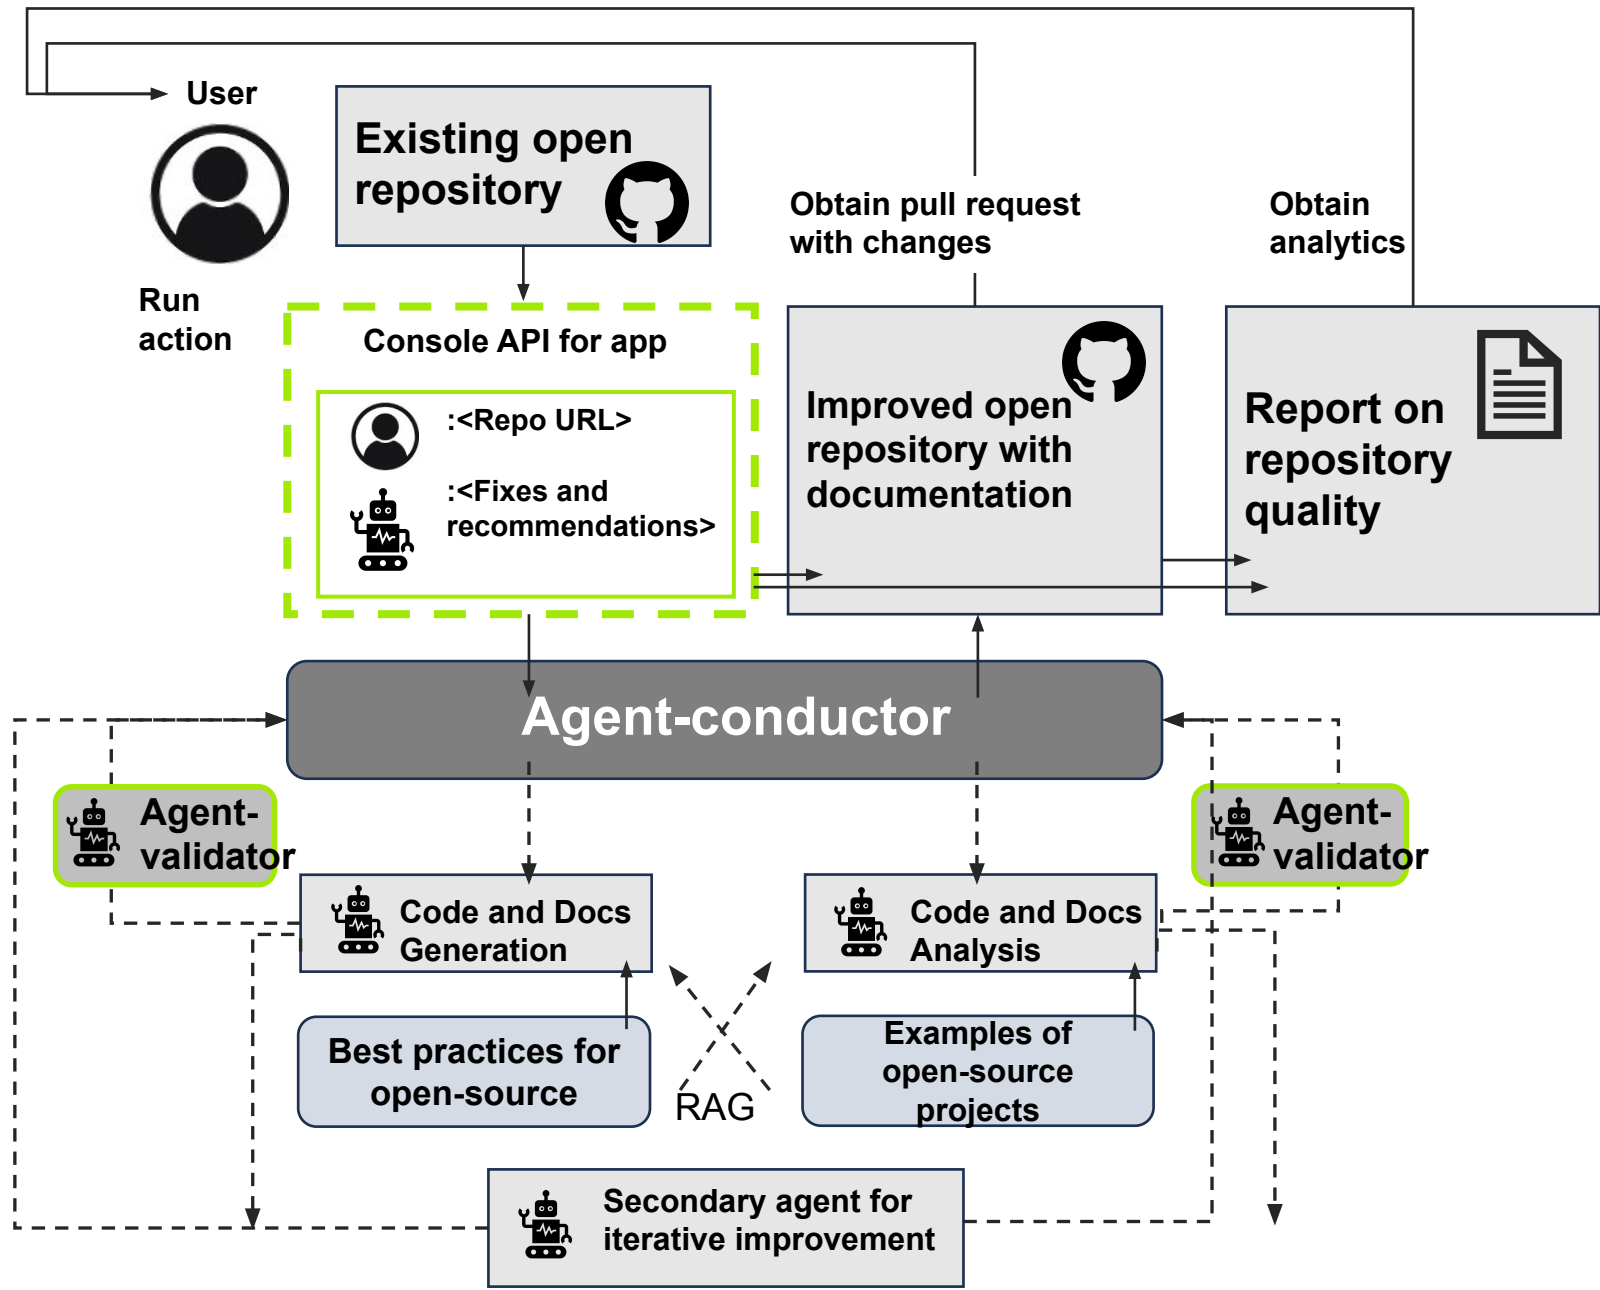 User
Existing open
repository
Obtain pull request
with changes
Obtain
analytics
Run
action
Console API for app
:<Repo URL>
:<Fixes and
recommendations>
Improved open
repository with
documentation
Report on
repository
quality
Agent-conductor
Agent-
validator
Agent-
validator
Code and Docs
Generation
Code and Docs
Analysis
Best practices for
open-source
RAG
Examples of
open-source
projects
Secondary agent for
iterative improvement